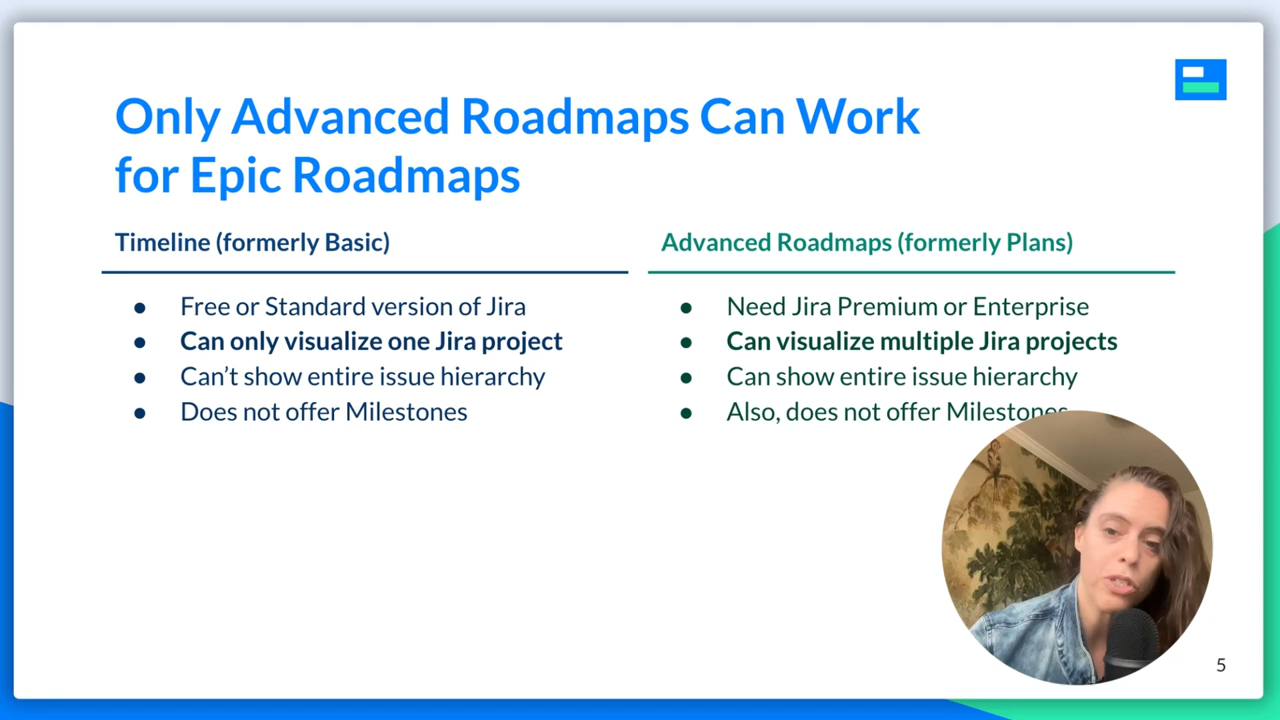 Only Advanced Roadmaps Can Work
for Epic Roadmaps
Timeline (formerly Basic)
● Free or Standard version of Jira
● Can only visualize one Jira project
● Can’t show entire issue hierarchy
● Does not offer Milestones
Advanced Roadmaps (formerly Plans)
● Need Jira Premium or Enterprise
● Can visualize multiple Jira projects
● Can show entire issue hierarchy
● Also, does not offer Milestones
5